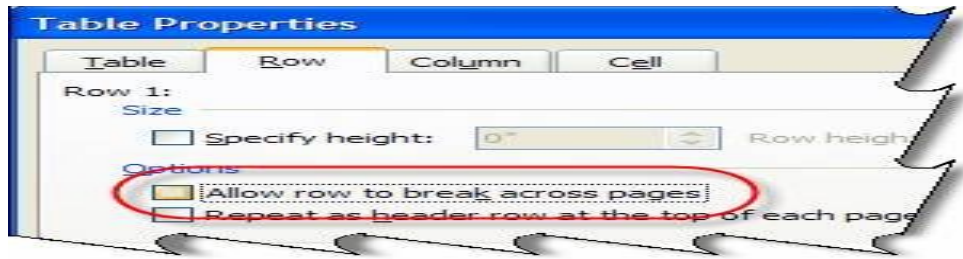 Table Properties
Table Row Column Cell
Row 1:
Size
Specify height: 0" Row heigh
Options
Allow row to break across pages
Repeat as header row at the top of each page